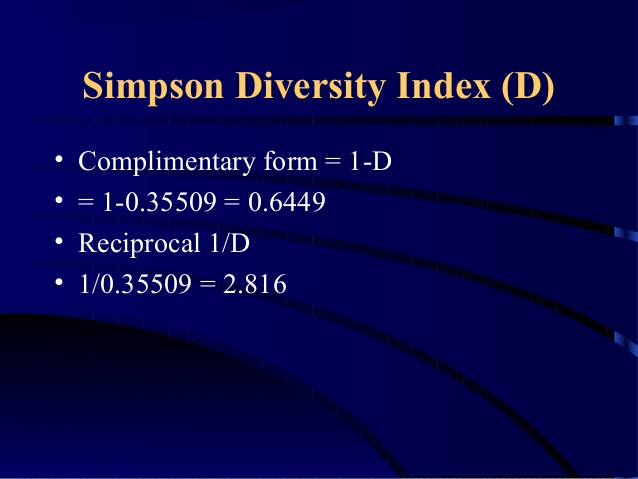 Simpson Diversity Index (D)
• Complimentary form = 1-D
• = 1-0.35509 = 0.6449
• Reciprocal 1/D
• 1/0.35509 = 2.816